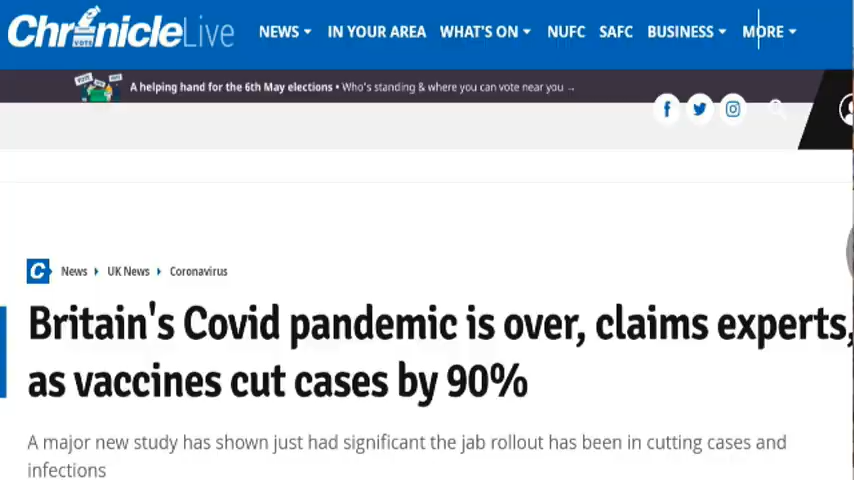 ChronicleLive
VOTE
NEWS IN YOUR AREA WHAT'S ON NUFC SAFC BUSINESS MORE
VOTE
A helping hand for the 6th May elections • Who's standing & where you can vote near you →
C News UK News Coronavirus
Britain's Covid pandemic is over, claims experts,
as vaccines cut cases by 90%
A major new study has shown just had significant the jab rollout has been in cutting cases and
infections